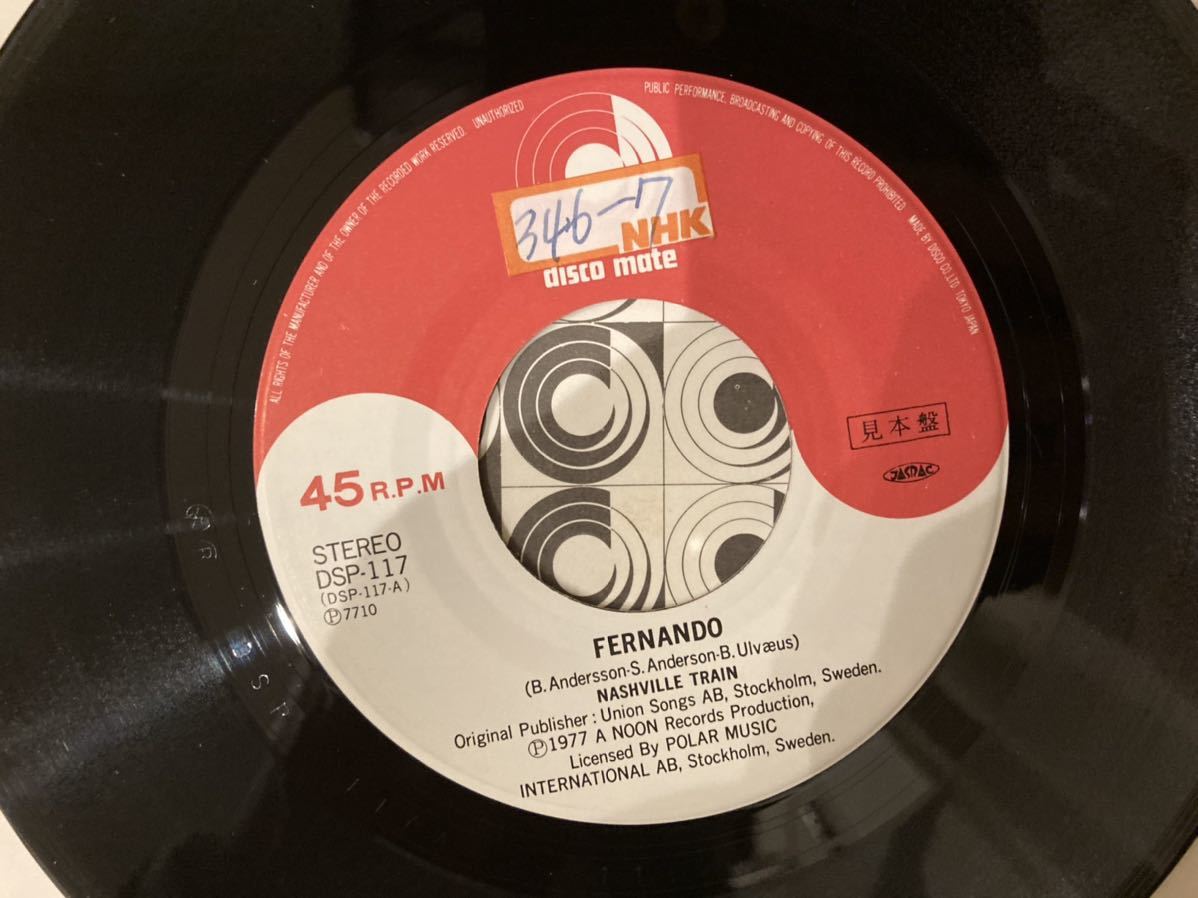 ALL RIGHTS OF THE MANUFACTURER AND OF THE OWNER OF THE RECORDED WORK RESERVED. UNAUTHORIZED PUBLIC PERFORMANCE, BROADCASTING AND COPYING OF THIS RECORD PROHIBITED MADE BY DISCO CO., LTD. TOKYO JAPAN
346-17
NHK
disco mate
見本盤
JASRAC
45 R.P.M
STEREO
DSP-117
(DSP-117-A)
Ⓟ7710
FERNANDO
(B. Andersson-S. Anderson-B. Ulvæus)
NASHVILLE TRAIN
Original Publisher : Union Songs AB, Stockholm, Sweden.
Ⓟ1977 A NOON Records Production,
Licensed By POLAR MUSIC
INTERNATIONAL AB, Stockholm, Sweden.